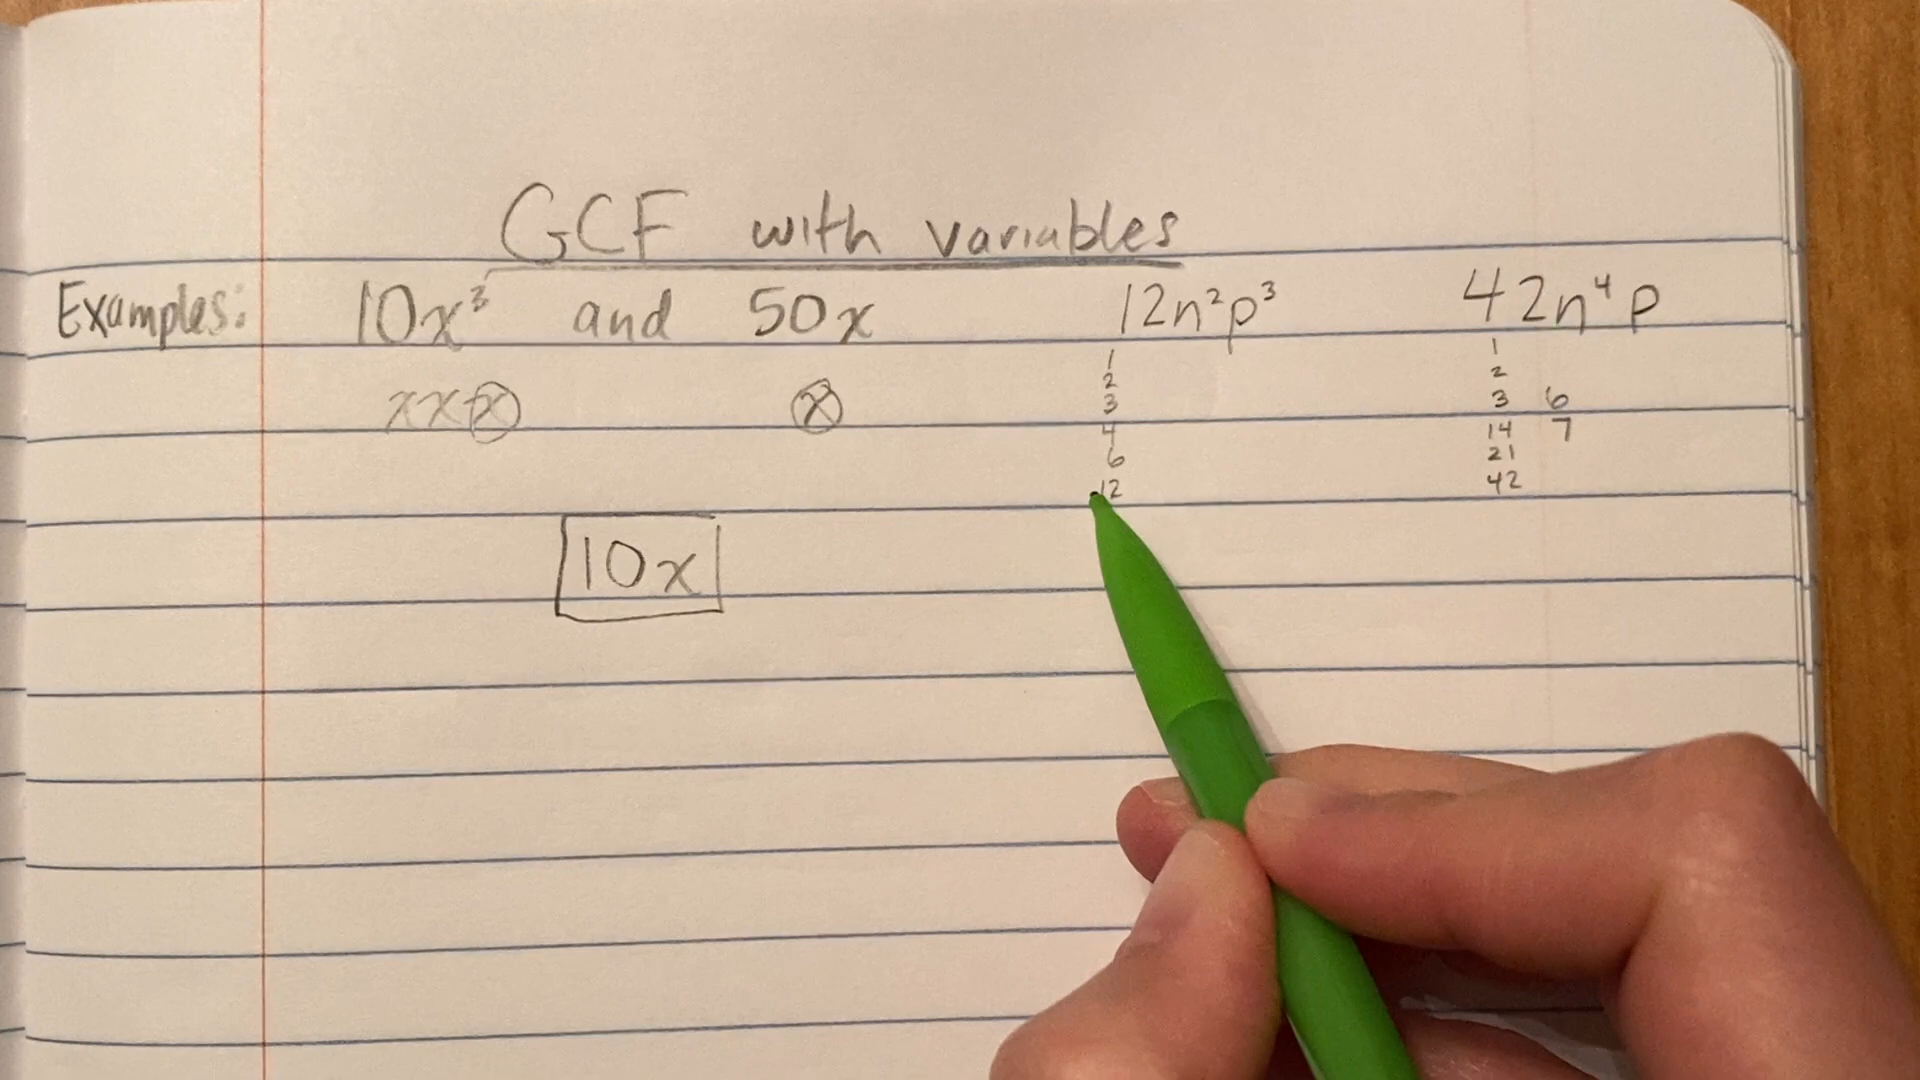 GCF with variables
Examples: 10x³ and 50x 12n²p³ 42n⁴p
1 1
2 2
xxx x 3 3 6
4 14 7
6 21
12 42
10x